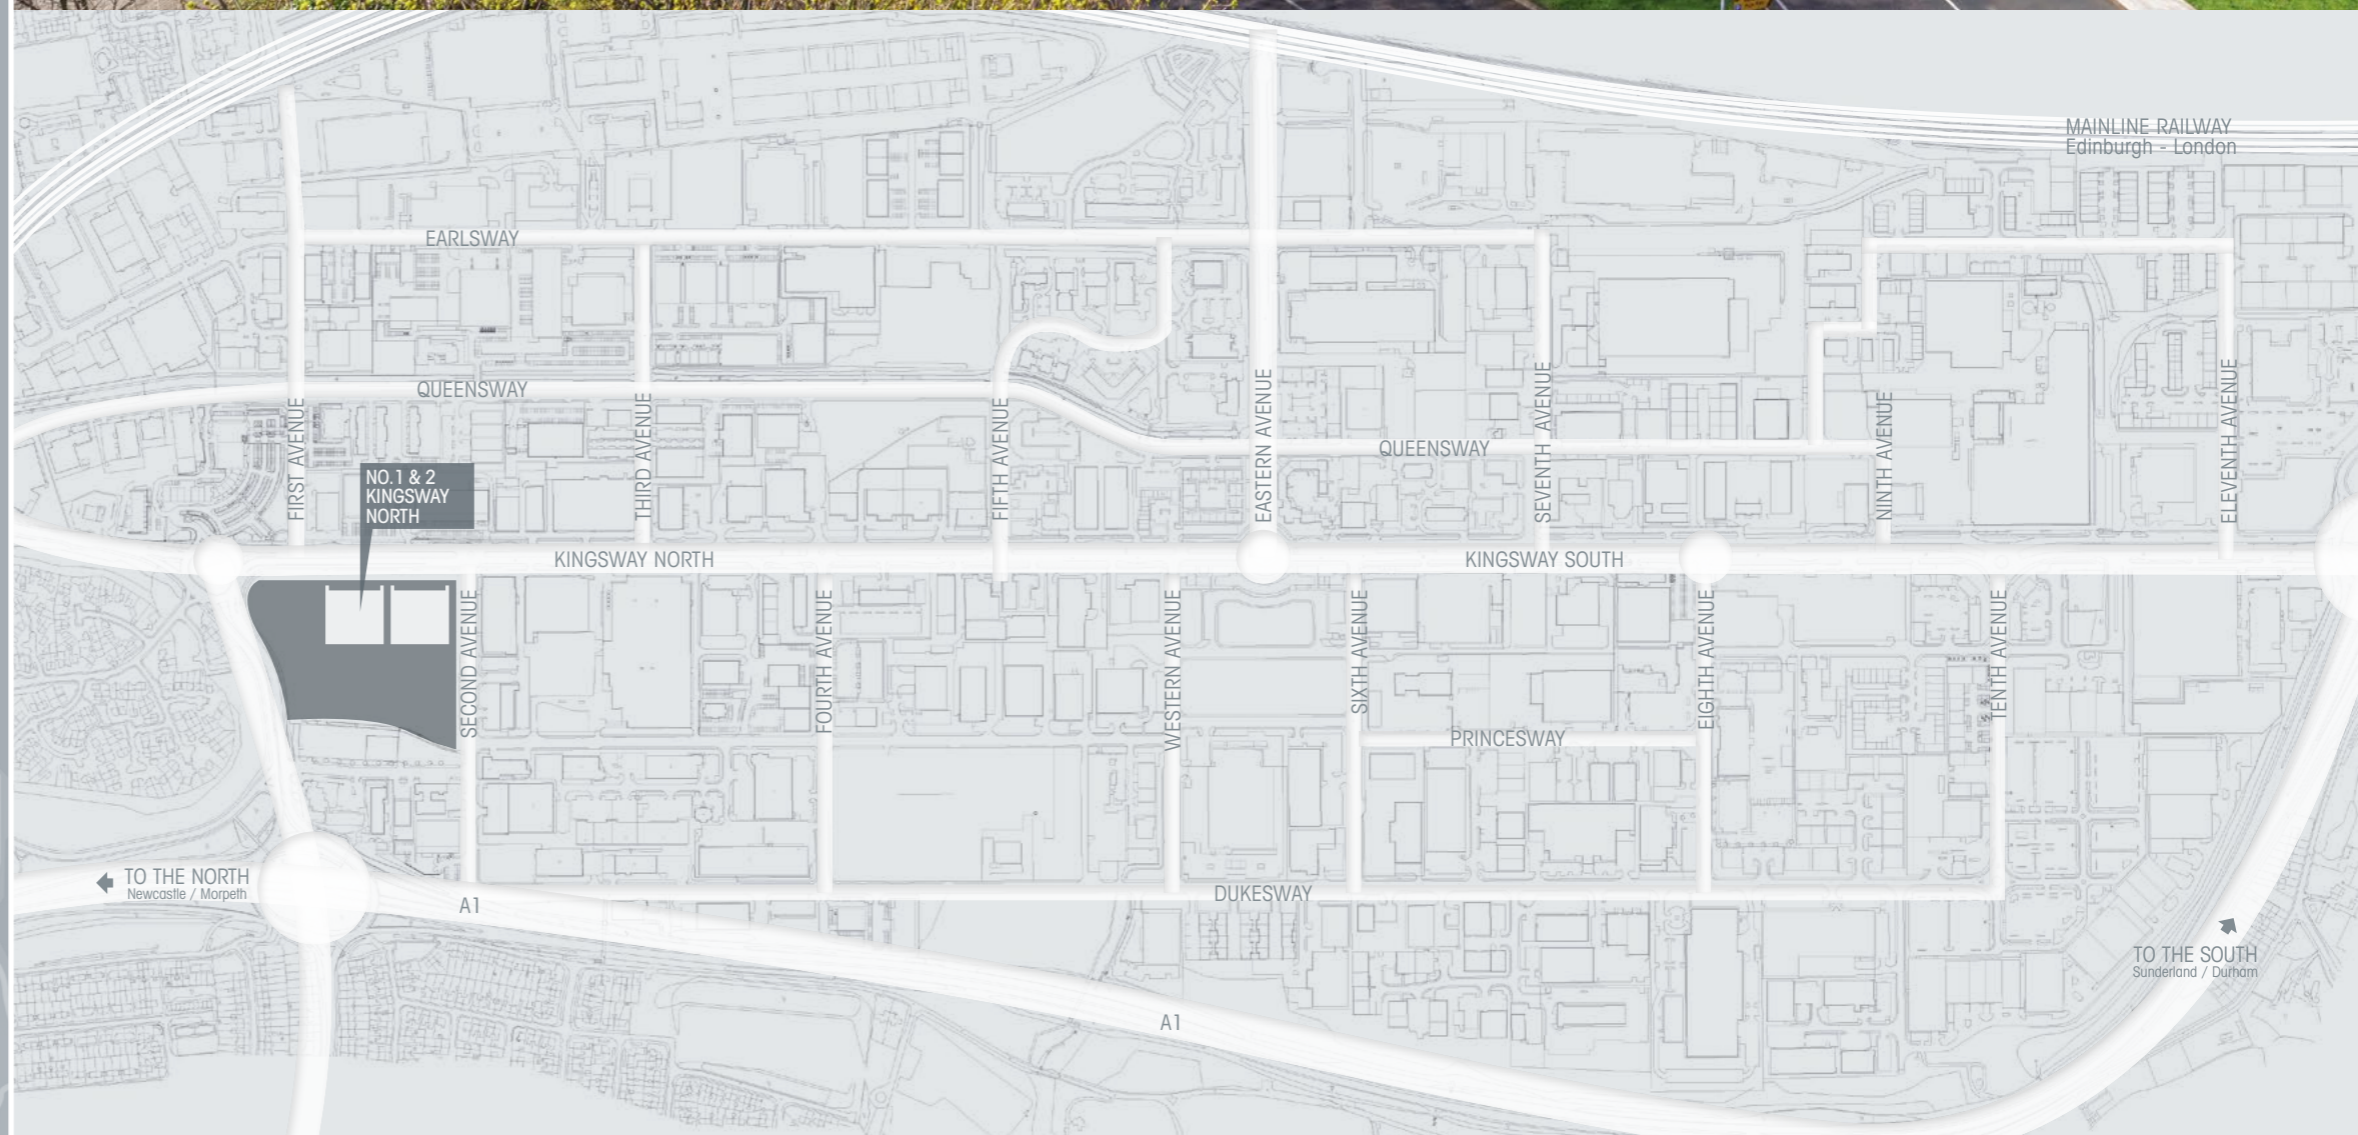 MAINLINE RAILWAY
Edinburgh - London
EARLSWAY
QUEENSWAY
FIRST AVENUE
THIRD AVENUE
FIFTH AVENUE
EASTERN AVENUE
QUEENSWAY
SEVENTH AVENUE
NINTH AVENUE
ELEVENTH AVENUE
NO.1 & 2
KINGSWAY
NORTH
KINGSWAY NORTH
KINGSWAY SOUTH
SECOND AVENUE
FOURTH AVENUE
WESTERN AVENUE
SIXTH AVENUE
EIGHTH AVENUE
TENTH AVENUE
PRINCESWAY
TO THE NORTH
Newcastle / Morpeth
A1
DUKESWAY
TO THE SOUTH
Sunderland / Durham
A1